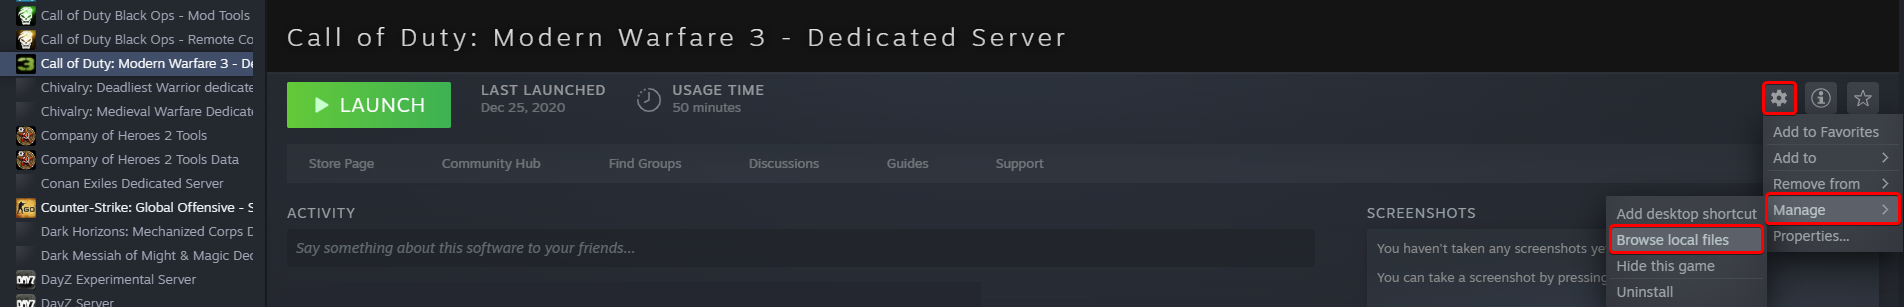 Call of Duty Black Ops - Mod Tools
Call of Duty Black Ops - Remote Co
Call of Duty: Modern Warfare 3 - De
Chivalry: Deadliest Warrior dedicate
Chivalry: Medieval Warfare Dedicate
Company of Heroes 2 Tools
Company of Heroes 2 Tools Data
Conan Exiles Dedicated Server
Counter-Strike: Global Offensive - S
Dark Horizons: Mechanized Corps D
Dark Messiah of Might & Magic Dec
DayZ Experimental Server
DayZ Server
Call of Duty: Modern Warfare 3 - Dedicated Server
LAUNCH
LAST LAUNCHED
Dec 25, 2020
USAGE TIME
50 minutes
Store Page
Community Hub
Find Groups
Discussions
Guides
Support
ACTIVITY
Say something about this software to your friends...
SCREENSHOTS
You haven't taken any screenshots ye
You can take a screenshot by pressing
Add to Favorites
Add to
Remove from
Manage
Properties...
Add desktop shortcut
Browse local files
Hide this game
Uninstall